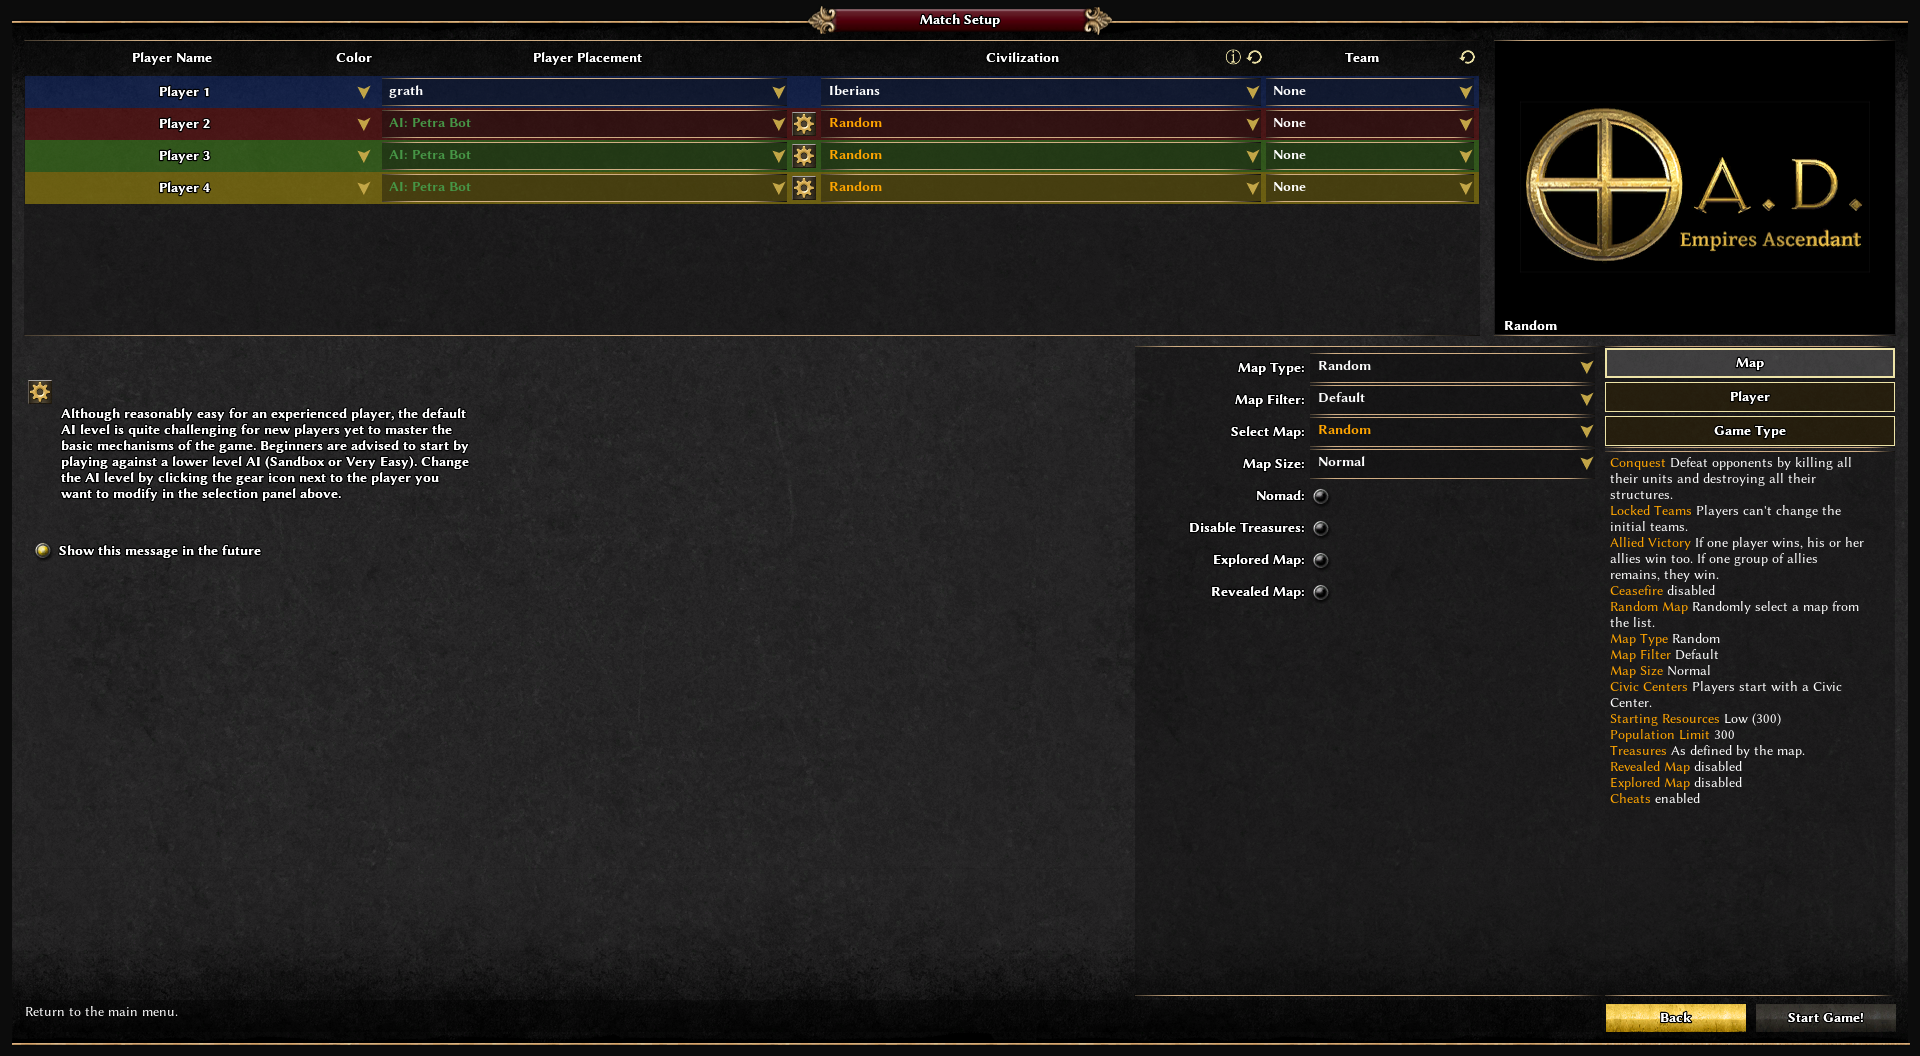 Match Setup
Player Name Color Player Placement Civilization Team
Player 1 grath Iberians None
Player 2 AI: Petra Bot Random None
Player 3 AI: Petra Bot Random None
Player 4 AI: Petra Bot Random None
A.D.
Empires Ascendant
Random
Although reasonably easy for an experienced player, the default
AI level is quite challenging for new players yet to master the
basic mechanisms of the game. Beginners are advised to start by
playing against a lower level AI (Sandbox or Very Easy). Change
the AI level by clicking the gear icon next to the player you
want to modify in the selection panel above.
Show this message in the future
Map Type: Random
Map Filter: Default
Select Map: Random
Map Size: Normal
Nomad:
Disable Treasures:
Explored Map:
Revealed Map:
Map
Player
Game Type
Conquest Defeat opponents by killing all
their units and destroying all their
structures.
Locked Teams Players can't change the
initial teams.
Allied Victory If one player wins, his or her
allies win too. If one group of allies
remains, they win.
Ceasefire disabled
Random Map Randomly select a map from
the list.
Map Type Random
Map Filter Default
Map Size Normal
Civic Centers Players start with a Civic
Center.
Starting Resources Low (300)
Population Limit 300
Treasures As defined by the map.
Revealed Map disabled
Explored Map disabled
Cheats enabled
Return to the main menu.
Back
Start Game!